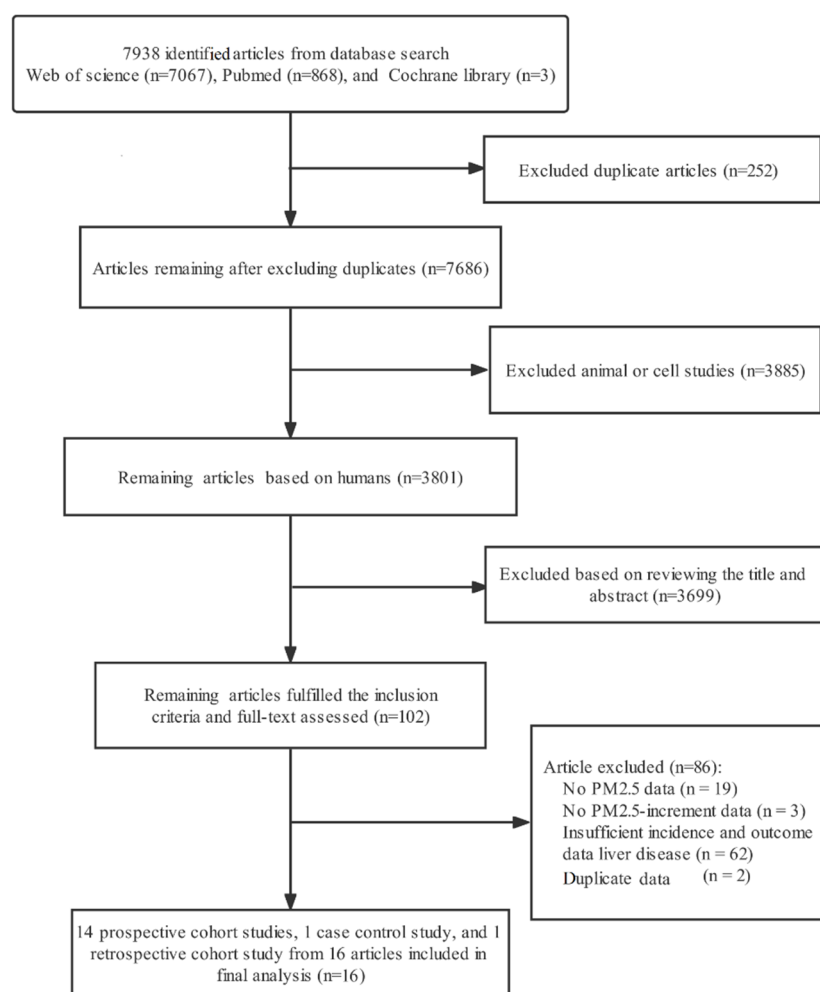 7938 identified articles from database search
Web of science (n=7067), Pubmed (n=868), and Cochrane library (n=3)
Excluded duplicate articles (n=252)
Articles remaining after excluding duplicates (n=7686)
Excluded animal or cell studies (n=3885)
Remaining articles based on humans (n=3801)
Excluded based on reviewing the title and
abstract (n=3699)
Remaining articles fulfilled the inclusion
criteria and full-text assessed (n=102)
Article excluded (n=86):
No PM2.5 data (n = 19)
No PM2.5-increment data (n = 3)
Insufficient incidence and outcome
data liver disease (n = 62)
Duplicate data (n = 2)
14 prospective cohort studies, 1 case control study, and 1
retrospective cohort study from 16 articles included in
final analysis (n=16)